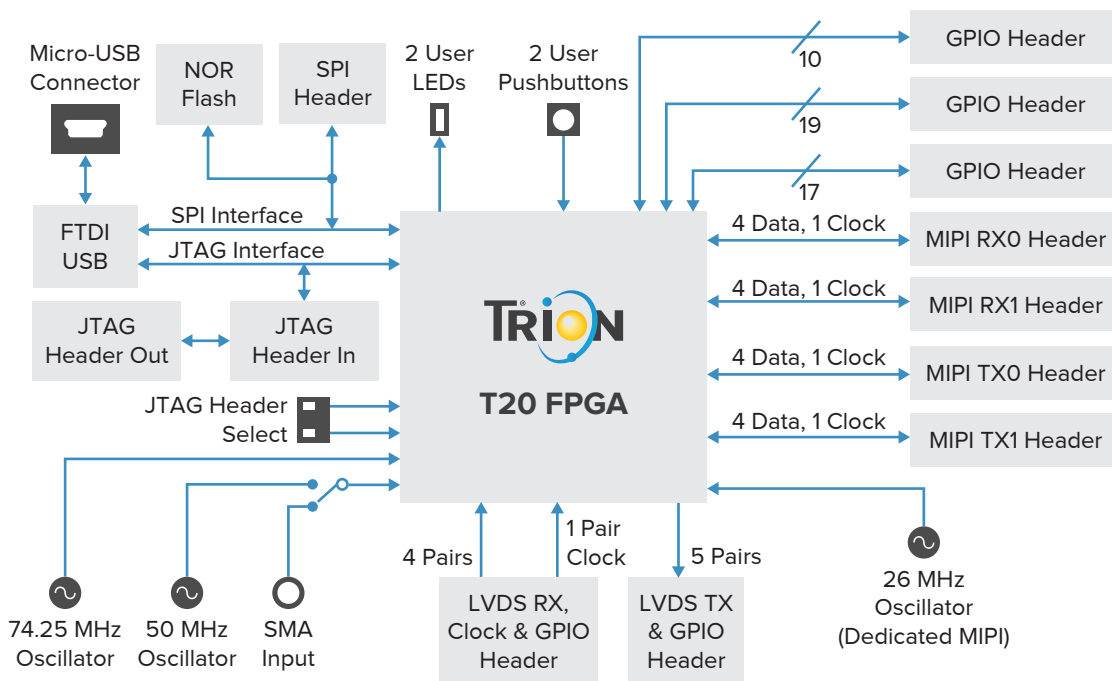 Micro-USB
Connector
NOR
Flash
SPI
Header
2 User
LEDs
2 User
Pushbuttons
10
GPIO Header
19
GPIO Header
17
GPIO Header
FTDI
USB
SPI Interface
JTAG Interface
JTAG
Header Out
JTAG
Header In
JTAG Header
Select
TRION®
T20 FPGA
4 Data, 1 Clock
MIPI RX0 Header
4 Data, 1 Clock
MIPI RX1 Header
4 Data, 1 Clock
MIPI TX0 Header
4 Data, 1 Clock
MIPI TX1 Header
74.25 MHz
Oscillator
50 MHz
Oscillator
SMA
Input
4 Pairs
1 Pair
Clock
LVDS RX,
Clock & GPIO
Header
5 Pairs
LVDS TX
& GPIO
Header
26 MHz
Oscillator
(Dedicated MIPI)